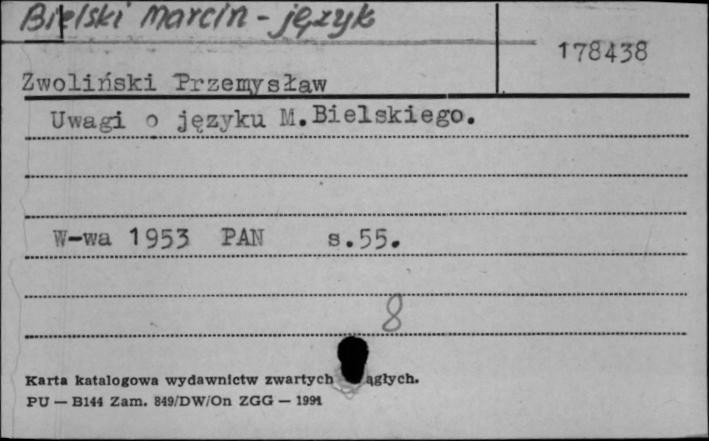 Bielski Marcin - język
178438
Zwoliński Przemysław
Uwagi o języku M.Bielskiego.
W-wa 1953 PAN s.55.
8
Karta katalogowa wydawnictw zwartych ągłych.
PU — B144 Zam. 849/DW/On ZGG — 1991